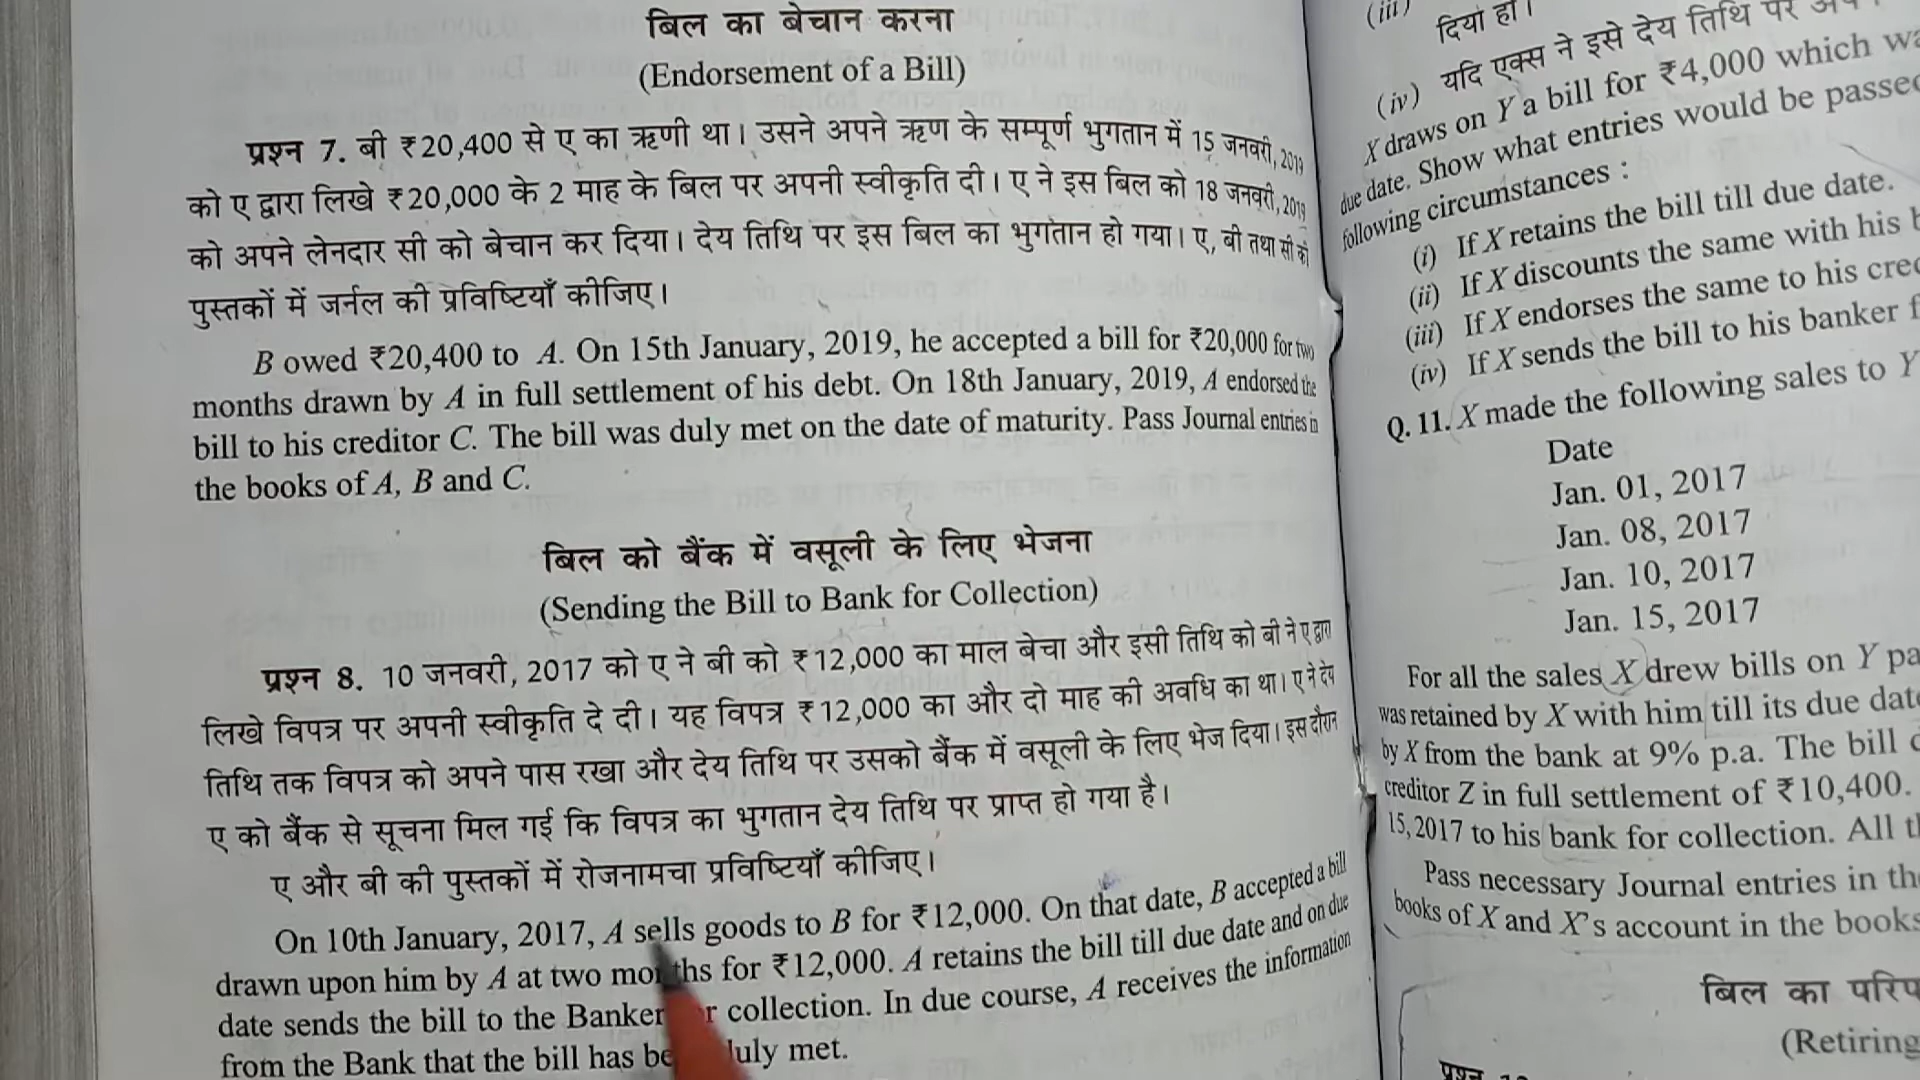 बिल का बेचान करना
(Endorsement of a Bill)
प्रश्न 7. बी ₹20,400 से ए का ऋणी था। उसने अपने ऋण के सम्पूर्ण भुगतान में 15 जनवरी, 2019
को ए द्वारा लिखे ₹20,000 के 2 माह के बिल पर अपनी स्वीकृति दी। ए ने इस बिल को 18 जनवरी, 2019
को अपने लेनदार सी को बेचान कर दिया। देय तिथि पर इस बिल का भुगतान हो गया। ए, बी तथा सी की
पुस्तकों में जर्नल की प्रविष्टियाँ कीजिए।
B owed ₹20,400 to A. On 15th January, 2019, he accepted a bill for ₹20,000 for two
months drawn by A in full settlement of his debt. On 18th January, 2019, A endorsed the
bill to his creditor C. The bill was duly met on the date of maturity. Pass Journal entries in
the books of A, B and C.
बिल को बैंक में वसूली के लिए भेजना
(Sending the Bill to Bank for Collection)
प्रश्न 8. 10 जनवरी, 2017 को ए ने बी को ₹12,000 का माल बेचा और इसी तिथि को बी ने ए द्वारा
लिखे विपत्र पर अपनी स्वीकृति दे दी। यह विपत्र ₹12,000 का और दो माह की अवधि का था। ए ने देय
तिथि तक विपत्र को अपने पास रखा और देय तिथि पर उसको बैंक में वसूली के लिए भेज दिया। इस दौरान
ए को बैंक से सूचना मिल गई कि विपत्र का भुगतान देय तिथि पर प्राप्त हो गया है।
ए और बी की पुस्तकों में रोजनामचा प्रविष्टियाँ कीजिए।
On 10th January, 2017, A sells goods to B for ₹12,000. On that date, B accepted a bill
drawn upon him by A at two months for ₹12,000. A retains the bill till due date and on due
date sends the bill to the Banker collection. In due course, A receives the information
from the Bank that the bill has duly met.
(iii)
दिया हो।
(iv) यदि एक्स ने इसे देय तिथि पर
X draws on Y a bill for ₹4,000 which
due date. Show what entries would be passed
following circumstances :
(i) If X retains the bill till due date.
(ii) If X discounts the same with his
(iii) If X endorses the same to his
(iv) If X sends the bill to his banker
Q. 11. X made the following sales to Y
Date
Jan. 01, 2017
Jan. 08, 2017
Jan. 10, 2017
Jan. 15, 2017
For all the sales X drew bills on Y
was retained by X with him till its due date
by X from the bank at 9% p.a. The bill
creditor Z in full settlement of ₹10,400.
15, 2017 to his bank for collection. All
Pass necessary Journal entries in the
books of X and X's account in the books
बिल का
(Retiring
प्रश्न